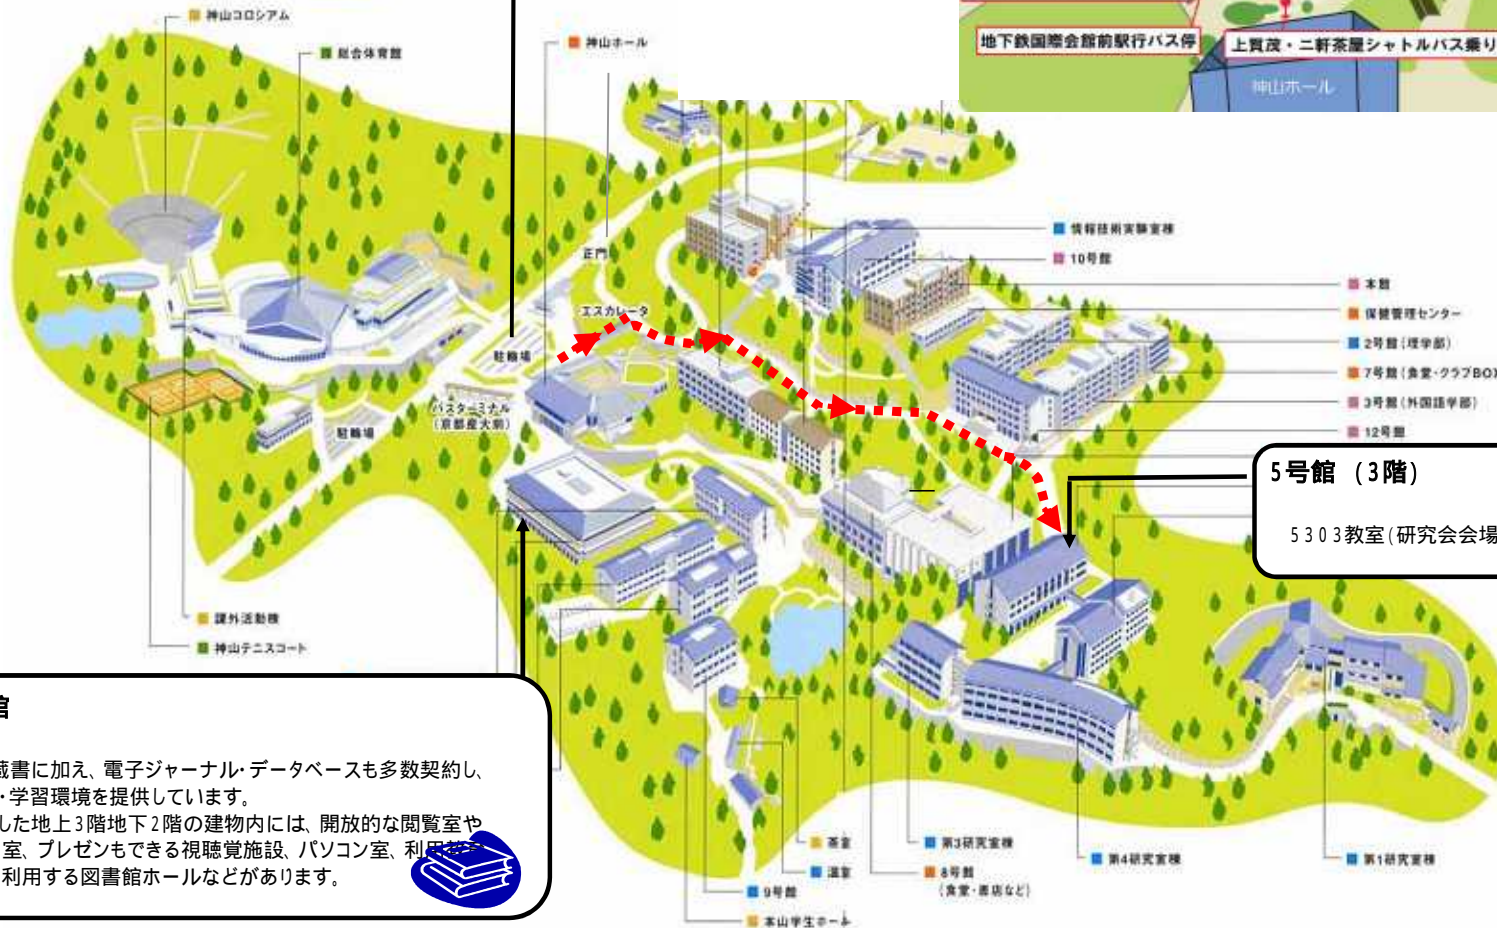 神山コロシアム
総合体育館
神山ホール
地下鉄国際会館前駅行バス停
上賀茂・二軒茶屋シャトルバス乗り
神山ホール
正門
エスカレータ
駐輪場
バスターミナル
(京都産大前)
駐輪場
情報技術実験室棟
10号館
本館
保健管理センター
2号館(理学部)
7号館(食堂・クラブBOX
3号館(外国語学部)
12号館
5号館 (3階)
5303教室(研究会会場
課外活動棟
神山テニスコート
館
蔵書に加え、電子ジャーナル・データベースも多数契約し、
・学習環境を提供しています。
した地上3階地下2階の建物内には、開放的な閲覧室や
室、プレゼンもできる視聴覚施設、パソコン室、利用教育
利用する図書館ホールなどがあります。
茶室
温室
9号館
本山学生ホール
第3研究室棟
8号館
(食堂・書店など)
第4研究室棟
第1研究室棟